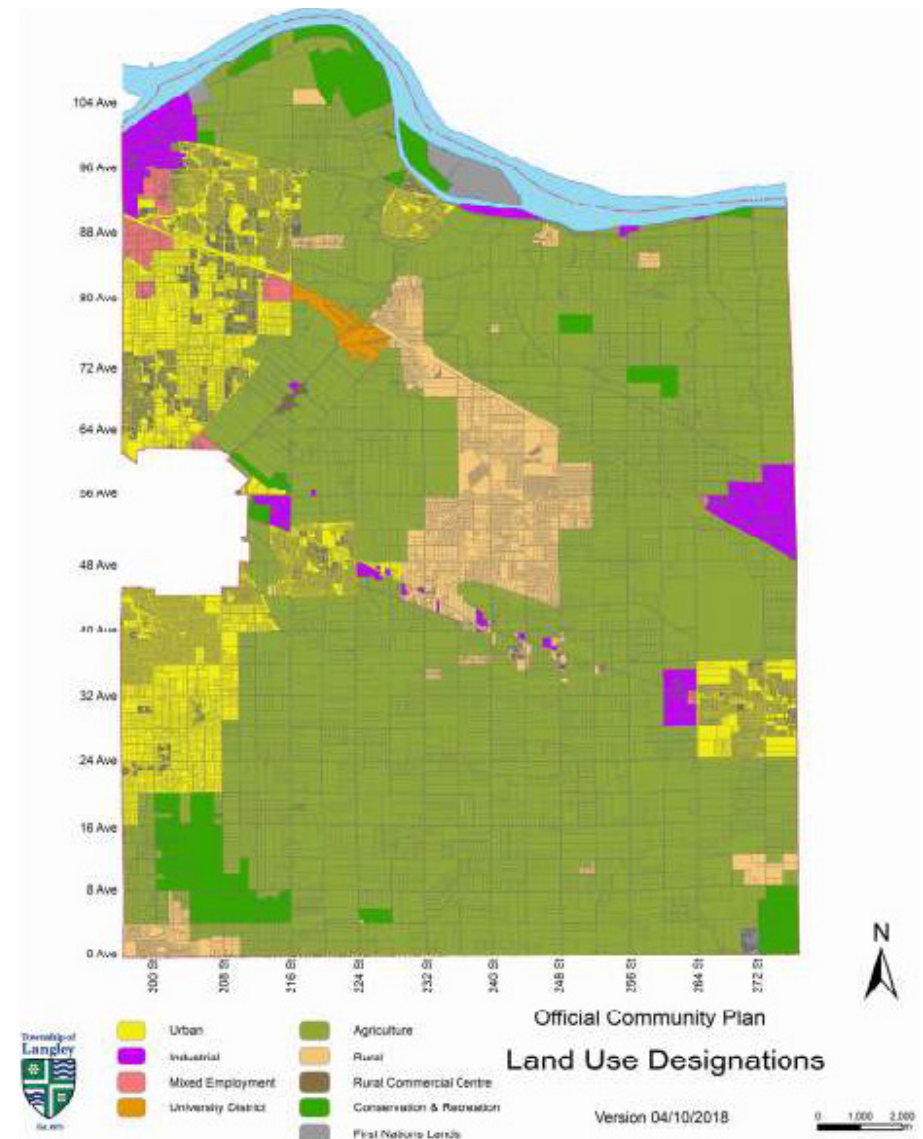 104 Ave
96 Ave
88 Ave
80 Ave
72 Ave
64 Ave
56 Ave
48 Ave
40 Ave
32 Ave
24 Ave
16 Ave
8 Ave
0 Ave
200 St
208 St
216 St
224 St
232 St
240 St
248 St
256 St
264 St
272 St
N
Official Community Plan
Land Use Designations
Version 04/10/2018
0 1,000 2,000
m
Township of
Langley
Est. 1873
Urban
Industrial
Mixed Employment
University District
Agriculture
Rural
Rural Commercial Centre
Conservation & Recreation
First Nations Lands